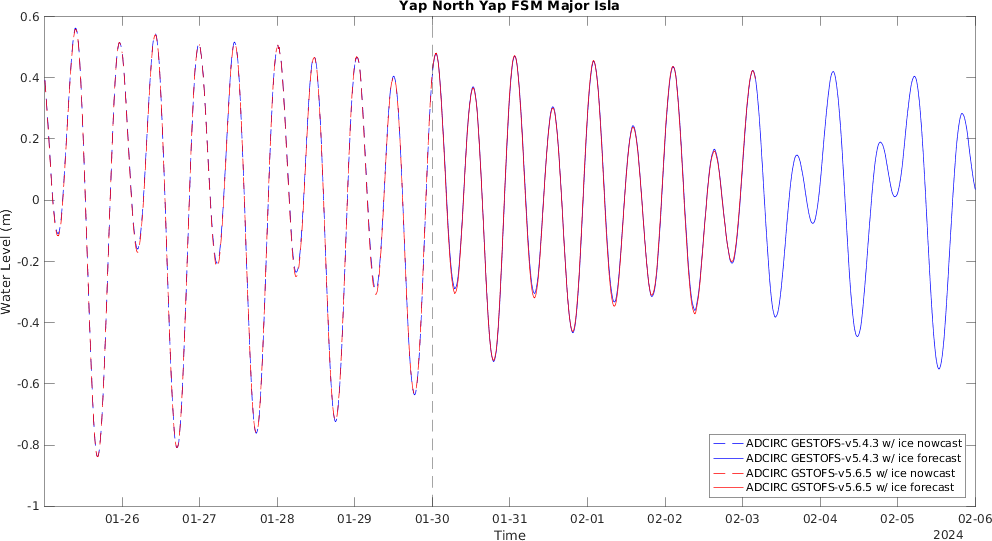 Yap North Yap FSM Major Isla
0.6
0.4
0.2
0
-0.2
-0.4
-0.6
-0.8
-1
Water Level (m)
ADCIRC GESTOFS-v5.4.3 w/ ice nowcast
ADCIRC GESTOFS-v5.4.3 w/ ice forecast
ADCIRC GSTOFS-v5.6.5 w/ ice nowcast
ADCIRC GSTOFS-v5.6.5 w/ ice forecast
01-26 01-27 01-28 01-29 01-30 01-31 02-01 02-02 02-03 02-04 02-05 02-06
Time
2024